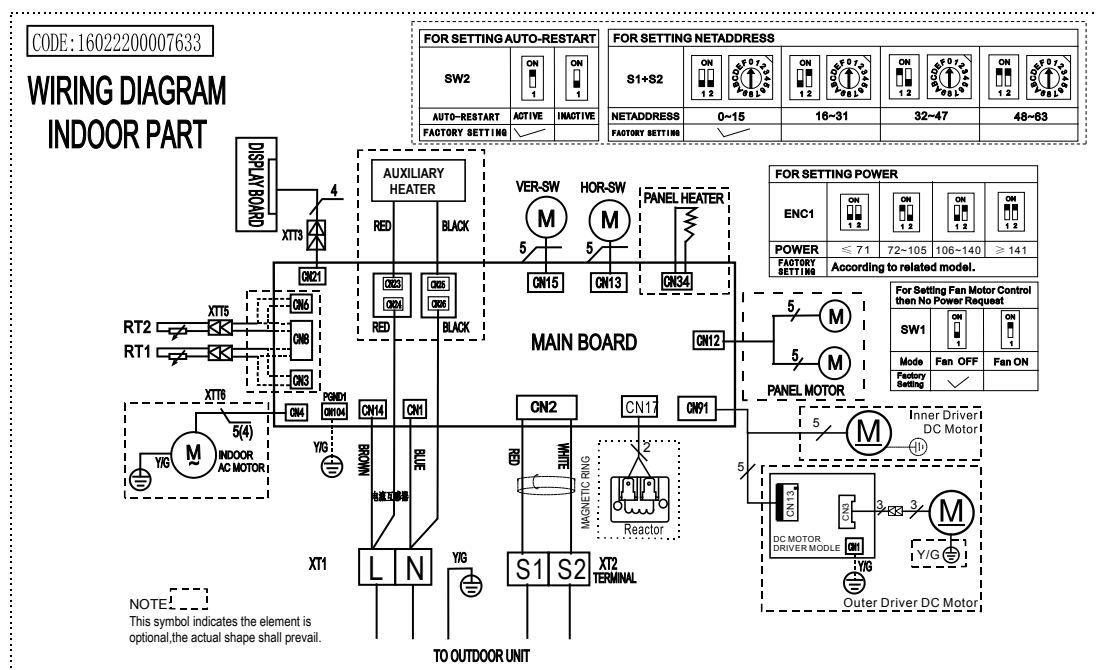 CODE:16022200007633
WIRING DIAGRAM
INDOOR PART
FOR SETTING AUTO-RESTART
SW2
ON
1
ON
1
AUTO-RESTART ACTIVE INACTIVE
FACTORY SETTING
FOR SETTING NETADDRESS
S1+S2
ON
1 2
ON
1 2
ON
1 2
ON
1 2
NETADDRESS 0~15 16~31 32~47 48~63
FACTORY SETTING
FOR SETTING POWER
ENC1
ON
1 2
ON
1 2
ON
1 2
ON
1 2
POWER ≤ 71 72~105 106~140 ≥ 141
FACTORY SETTING According to related model.
For Setting Fan Motor Control
then No Power Request
SW1
ON
1
ON
1
Mode Fan OFF Fan ON
Factory
Setting
DISPLAY BOARD
4
XTT3
CN21
AUXILIARY
HEATER
RED BLACK
CN23 CN25
CN24 CN26
RED BLACK
VER-SW HOR-SW
M M
5 5
CN15 CN13
PANEL HEATER
CN34
MAIN BOARD
CN12
5 M
5 M
PANEL MOTOR
XTT5
RT2
RT1
CN6
CN8
CN3
XTT6
CN4
5(4)
M
~
Y/G
INDOOR
AC MOTOR
PGND1
CN104
Y/G
CN14 CN1
BROWN BLUE
电流互感器
CN2
RED WHITE
MAGNETIC RING
CN17
2
Reactor
CN91
5
5
M
Inner Driver
DC Motor
CN13
CN3
3 3
M
DC MOTOR
DRIVER MODLE
CN1
Y/G
Y/G
Outer Driver DC Motor
XT1
L N
Y/G
S1 S2
XT2
TERMINAL
TO OUTDOOR UNIT
NOTE:
This symbol indicates the element is
optional,the actual shape shall prevail.